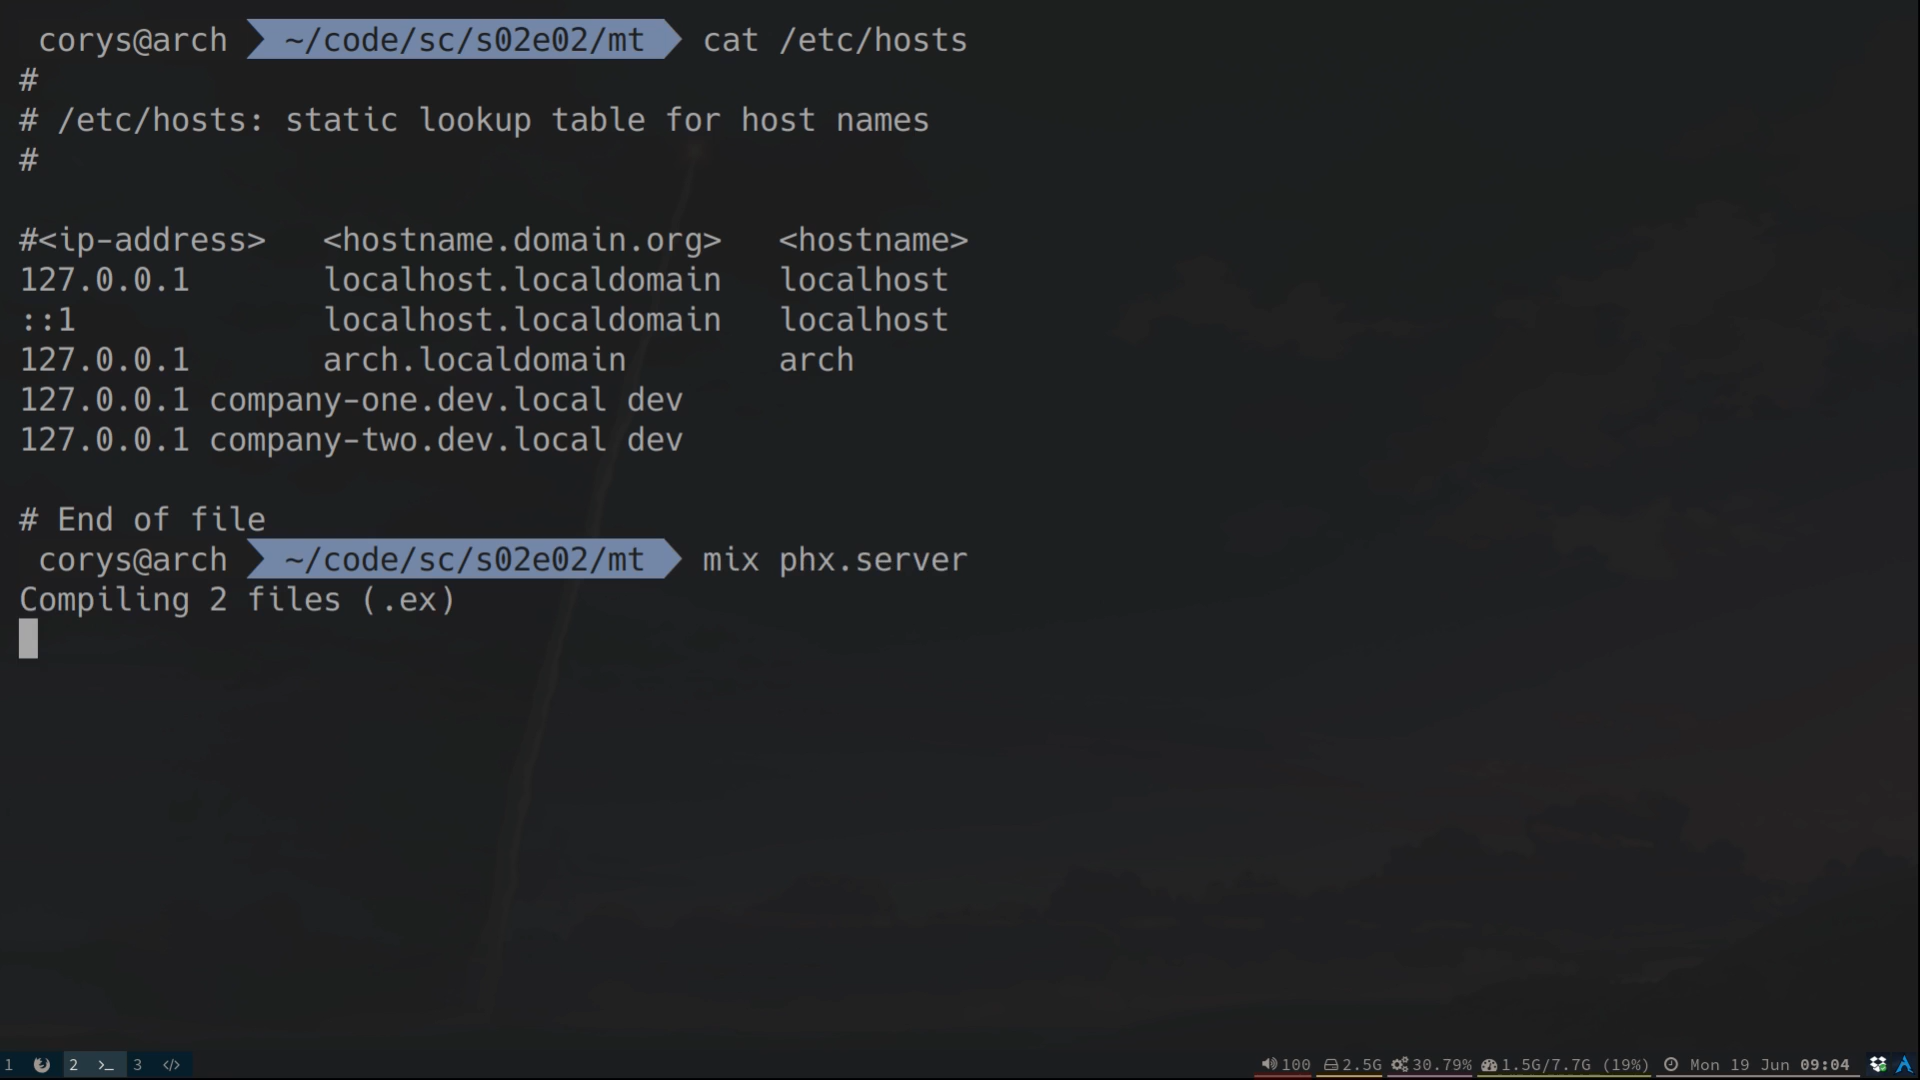 corys@arch ~/code/sc/s02e02/mt cat /etc/hosts
#
# /etc/hosts: static lookup table for host names
#
#<ip-address> <hostname.domain.org> <hostname>
127.0.0.1 localhost.localdomain localhost
::1 localhost.localdomain localhost
127.0.0.1 arch.localdomain arch
127.0.0.1 company-one.dev.local dev
127.0.0.1 company-two.dev.local dev
# End of file
corys@arch ~/code/sc/s02e02/mt mix phx.server
Compiling 2 files (.ex)
1 2 >_ 3 </> 100 2.5G 30.79% 1.5G/7.7G (19%) Mon 19 Jun 09:04